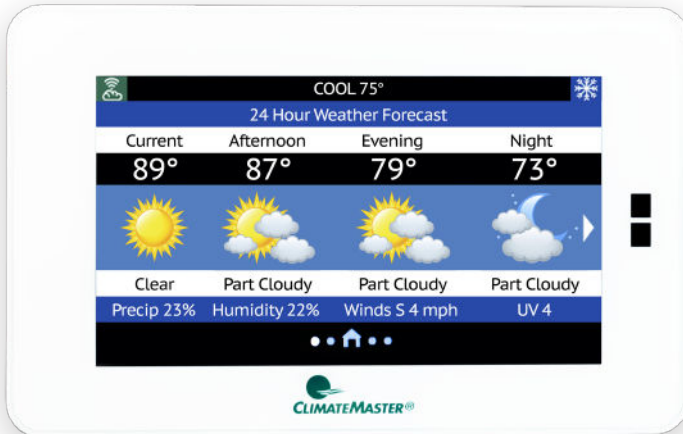 COOL 75°
24 Hour Weather Forecast
Current Afternoon Evening Night
89° 87° 79° 73°
Clear Part Cloudy Part Cloudy Part Cloudy
Precip 23% Humidity 22% Winds S 4 mph UV 4
CLIMATEMASTER®